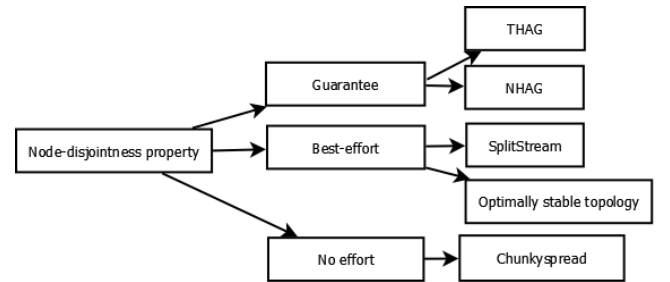 THAG
Guarantee
NHAG
Node-disjointness property
Best-effort
SplitStream
Optimally stable topology
No effort
Chunkyspread